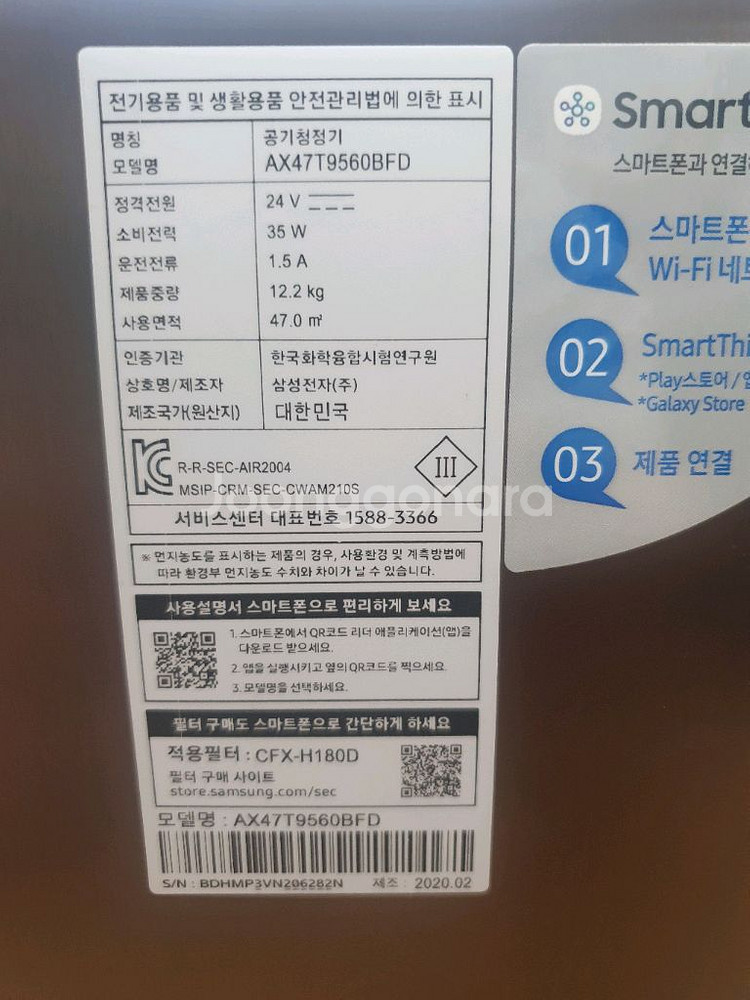 전기용품 및 생활용품 안전관리법에 의한 표시
명칭 공기청정기
모델명 AX47T9560BFD
정격전원 24 V
소비전력 35 W
운전전류 1.5 A
제품중량 12.2 kg
사용면적 47.0 ㎡
인증기관 한국화학융합시험연구원
상호명/제조자 삼성전자(주)
제조국가(원산지) 대한민국
R-R-SEC-AIR2004
MSIP-CRM-SEC-CWAM210S
III
서비스센터 대표번호 1588-3366
※ 먼지농도를 표시하는 제품의 경우, 사용환경 및 계측방법에
따라 환경부 먼지농도 수치와 차이가 날 수 있습니다.
사용설명서 스마트폰으로 편리하게 보세요
1. 스마트폰에서 QR코드 리더 애플리케이션(앱)을
다운로드 받으세요.
2. 앱을 실행시키고 옆의 QR코드를 찍으세요.
3. 모델명을 선택하세요.
필터 구매도 스마트폰으로 간단하게 하세요
적용필터 : CFX-H180D
필터 구매 사이트
store.samsung.com/sec
모델명 : AX47T9560BFD
S/N : BDHMP3VN206282N 제조 : 2020.02
SmartTh
스마트폰과 연결
01 스마트폰
Wi-Fi 네트
02 SmartThi
*Play스토어 / 앱
*Galaxy Store
03 제품 연결
Joonggonara